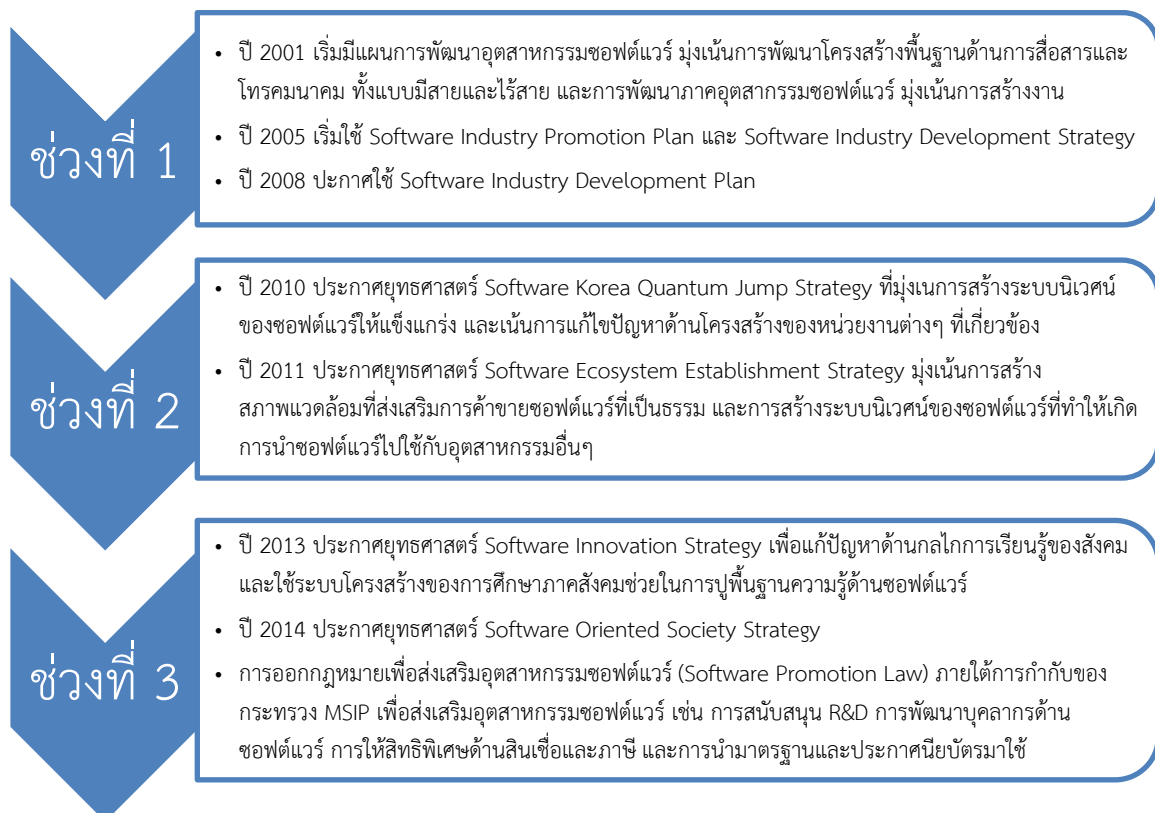 ช่วงที่ 1
• ปี 2001 เริ่มมีแผนการพัฒนาอุตสาหกรรมซอฟต์แวร์ มุ่งเน้นการพัฒนาโครงสร้างพื้นฐานด้านการสื่อสารและ
โทรคมนาคม ทั้งแบบมีสายและไร้สาย และการพัฒนาภาคอุตสากรรมซอฟต์แวร์ มุ่งเน้นการสร้างงาน
• ปี 2005 เริ่มใช้ Software Industry Promotion Plan และ Software Industry Development Strategy
• ปี 2008 ประกาศใช้ Software Industry Development Plan
ช่วงที่ 2
• ปี 2010 ประกาศยุทธศาสตร์ Software Korea Quantum Jump Strategy ที่มุ่งเนการสร้างระบบนิเวศน์
ของซอฟต์แวร์ให้แข็งแกร่ง และเน้นการแก้ไขปัญหาด้านโครงสร้างของหน่วยงานต่างๆ ที่เกี่ยวข้อง
• ปี 2011 ประกาศยุทธศาสตร์ Software Ecosystem Establishment Strategy มุ่งเน้นการสร้าง
สภาพแวดล้อมที่ส่งเสริมการค้าขายซอฟต์แวร์ที่เป็นธรรม และการสร้างระบบนิเวศน์ของซอฟต์แวร์ที่ทำให้เกิด
การนำซอฟต์แวร์ไปใช้กับอุตสาหกรรมอื่นๆ
ช่วงที่ 3
• ปี 2013 ประกาศยุทธศาสตร์ Software Innovation Strategy เพื่อแก้ปัญหาด้านกลไกการเรียนรู้ของสังคม
และใช้ระบบโครงสร้างของการศึกษาภาคสังคมช่วยในการปูพื้นฐานความรู้ด้านซอฟต์แวร์
• ปี 2014 ประกาศยุทธศาสตร์ Software Oriented Society Strategy
• การออกกฎหมายเพื่อส่งเสริมอุตสาหกรรมซอฟต์แวร์ (Software Promotion Law) ภายใต้การกำกับของ
กระทรวง MSIP เพื่อส่งเสริมอุตสาหกรรมซอฟต์แวร์ เช่น การสนับสนุน R&D การพัฒนาบุคลากรด้าน
ซอฟต์แวร์ การให้สิทธิพิเศษด้านสินเชื่อและภาษี และการนำมาตรฐานและประกาศนียบัตรมาใช้